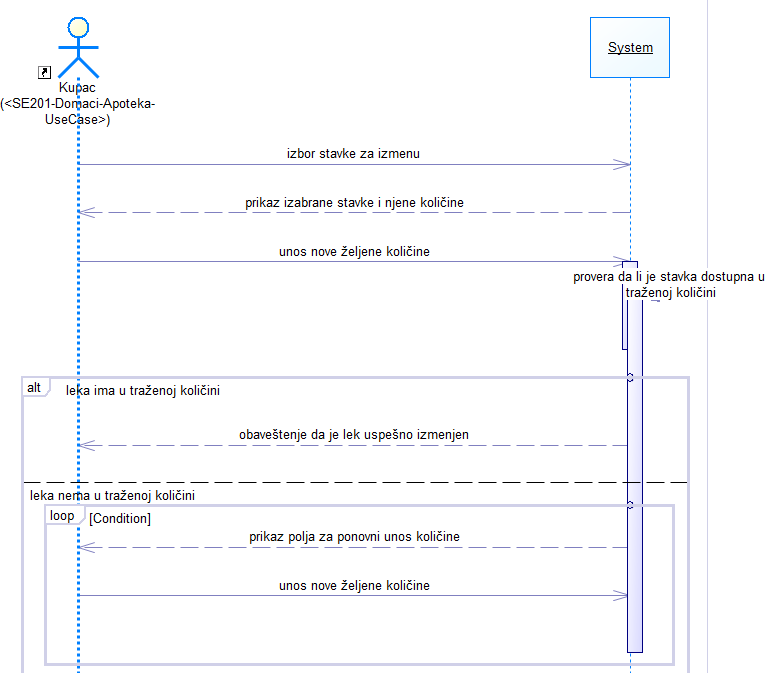 System
Kupac
(<SE201-Domaci-Apoteka-
UseCase>)
izbor stavke za izmenu
prikaz izabrane stavke i njene količine
unos nove željene količine
provera da li je stavka dostupna u
traženoj količini
alt
leka ima u traženoj količini
obaveštenje da je lek uspešno izmenjen
leka nema u traženoj količini
loop
[Condition]
prikaz polja za ponovni unos količine
unos nove željene količine